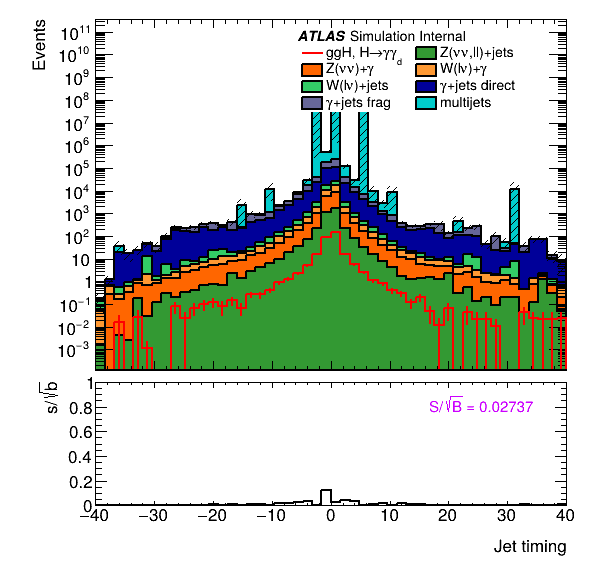 Events
ATLAS Simulation Internal
ggH, H→γγd
Z(νν,ll)+jets
Z(νν)+γ
W(lν)+γ
W(lν)+jets
γ+jets direct
γ+jets frag
multijets
10¹¹
10¹⁰
10⁹
10⁸
10⁷
10⁶
10⁵
10⁴
10³
10²
10
1
10⁻¹
10⁻²
10⁻³
s/√b
S/√B = 0.02737
1
0.8
0.6
0.4
0.2
0
−40 −30 −20 −10 0 10 20 30 40
Jet timing